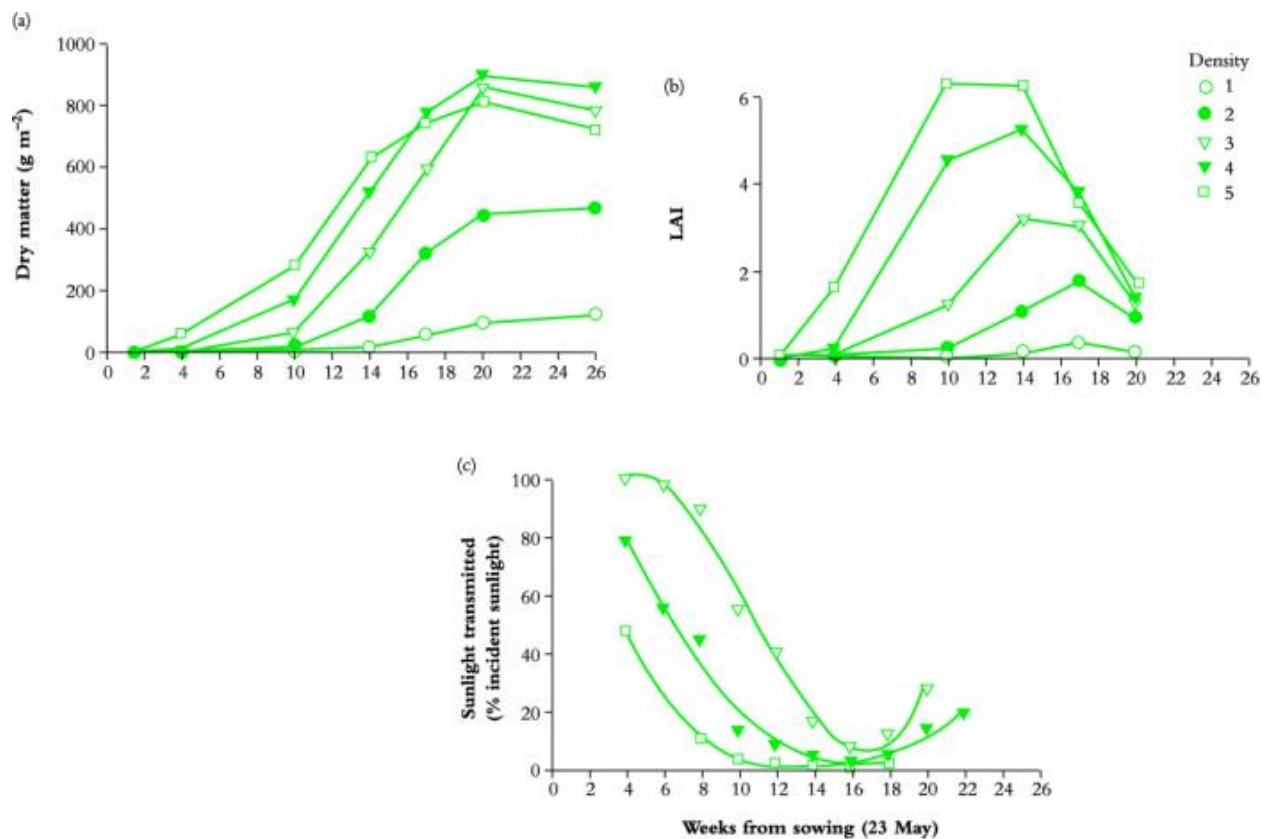 (a)
1000
800
600
400
200
0
Dry matter (g m⁻²)
2 4 6 8 10 12 14 16 18 20 22 24 26
(b)
6
4
2
0
LAI
0 2 4 6 8 10 12 14 16 18 20 22 24 26
Density
1
2
3
4
5
(c)
100
80
60
40
20
0
Sunlight transmitted
(% incident sunlight)
0 2 4 6 8 10 12 14 16 18 20 22 24 26
Weeks from sowing (23 May)